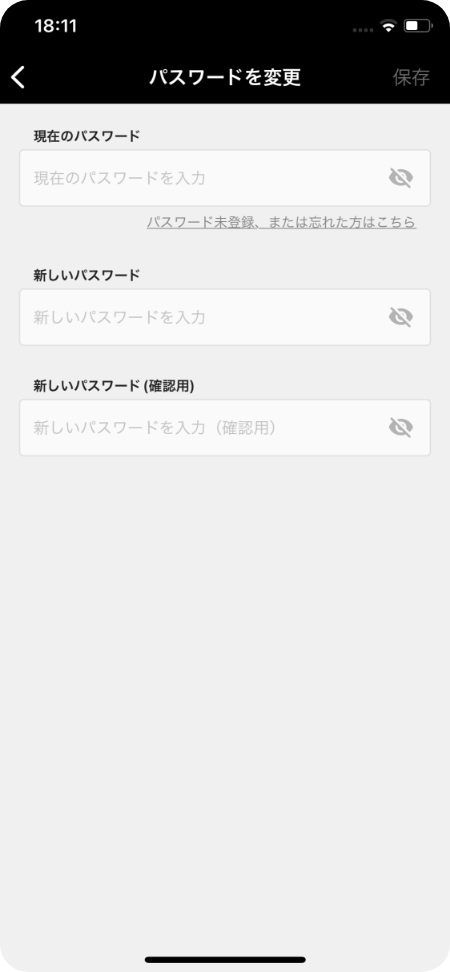 18:11
パスワードを変更
保存
現在のパスワード
現在のパスワードを入力
パスワード未登録、または忘れた方はこちら
新しいパスワード
新しいパスワードを入力
新しいパスワード (確認用)
新しいパスワードを入力（確認用）